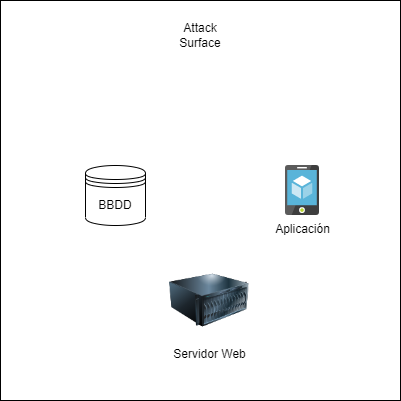 Attack
Surface
BBDD
Aplicación
Servidor Web